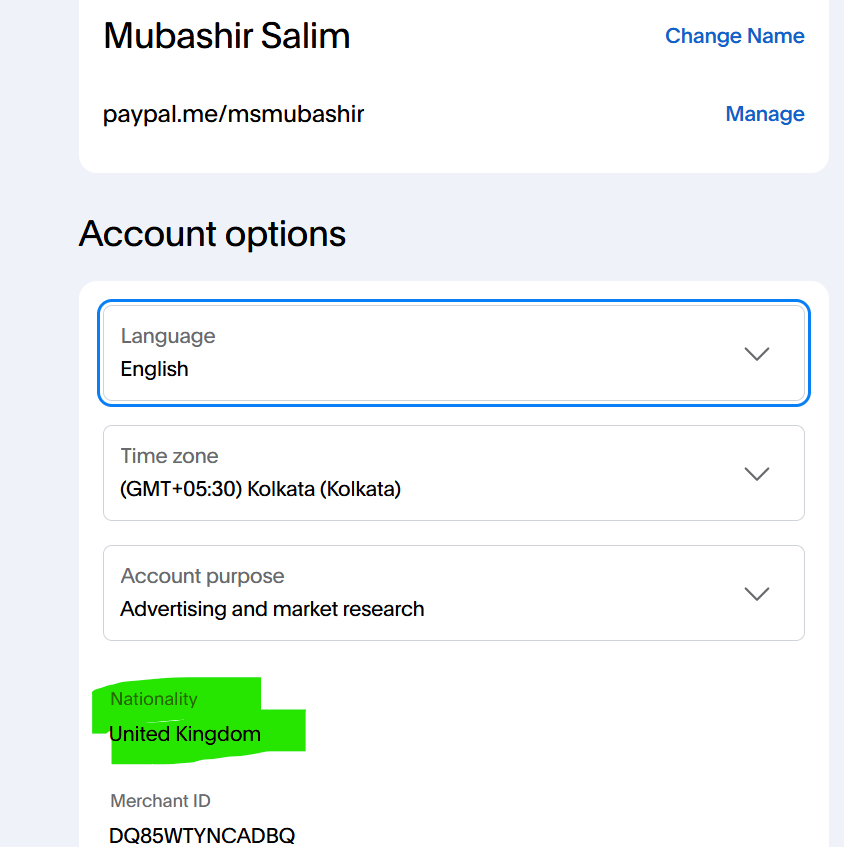 Mubashir Salim
Change Name
paypal.me/msmubashir
Manage
Account options
Language
English
Time zone
(GMT+05:30) Kolkata (Kolkata)
Account purpose
Advertising and market research
Nationality
United Kingdom
Merchant ID
DQ85WTYNCADBQ